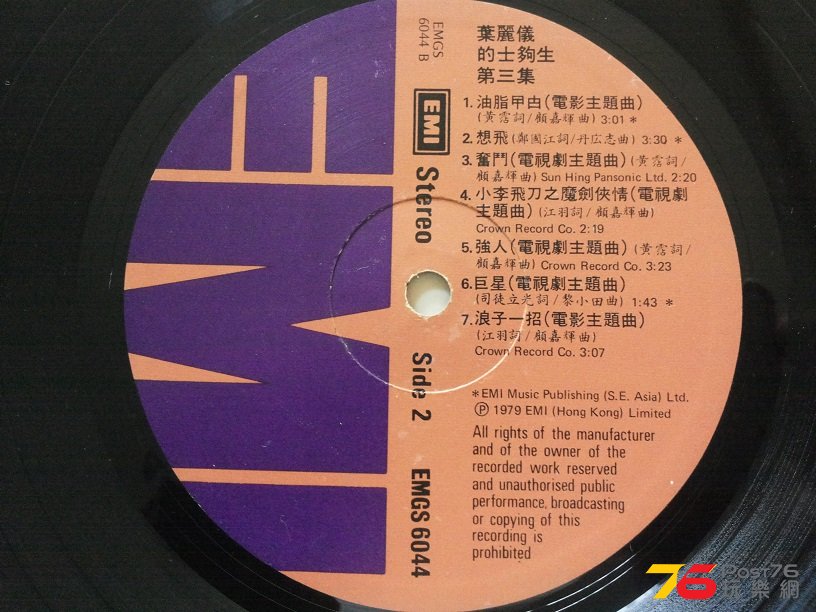 葉麗儀
的士夠生
第三集
1. 油脂甲甴(電影主題曲)
(黃霑詞/顧嘉輝曲) 3:01 *
2. 想飛(鄭國江詞/丹広志曲) 3:30 *
3. 奮鬥(電視劇主題曲)(黃霑詞/
顧嘉輝曲) Sun Hing Pansonic Ltd. 2:20
4. 小李飛刀之魔劍俠情(電視劇
主題曲)(江羽詞/顧嘉輝曲)
Crown Record Co. 2:19
5. 強人(電視劇主題曲)(黃霑詞/
顧嘉輝曲) Crown Record Co. 3:23
6. 巨星(電視劇主題曲)
(司徒立光詞/黎小田曲) 1:43 *
7. 浪子一招(電影主題曲)
(江羽詞/顧嘉輝曲)
Crown Record Co. 3:07
*EMI Music Publishing (S.E. Asia) Ltd.
Ⓟ 1979 EMI (Hong Kong) Limited
All rights of the manufacturer
and of the owner of the
recorded work reserved
and unauthorised public
performance, broadcasting
or copying of this
recording is
prohibited
EMGS
6044 B
EMI Stereo Side 2 EMGS 6044
EMI
76 Post76
玩樂網